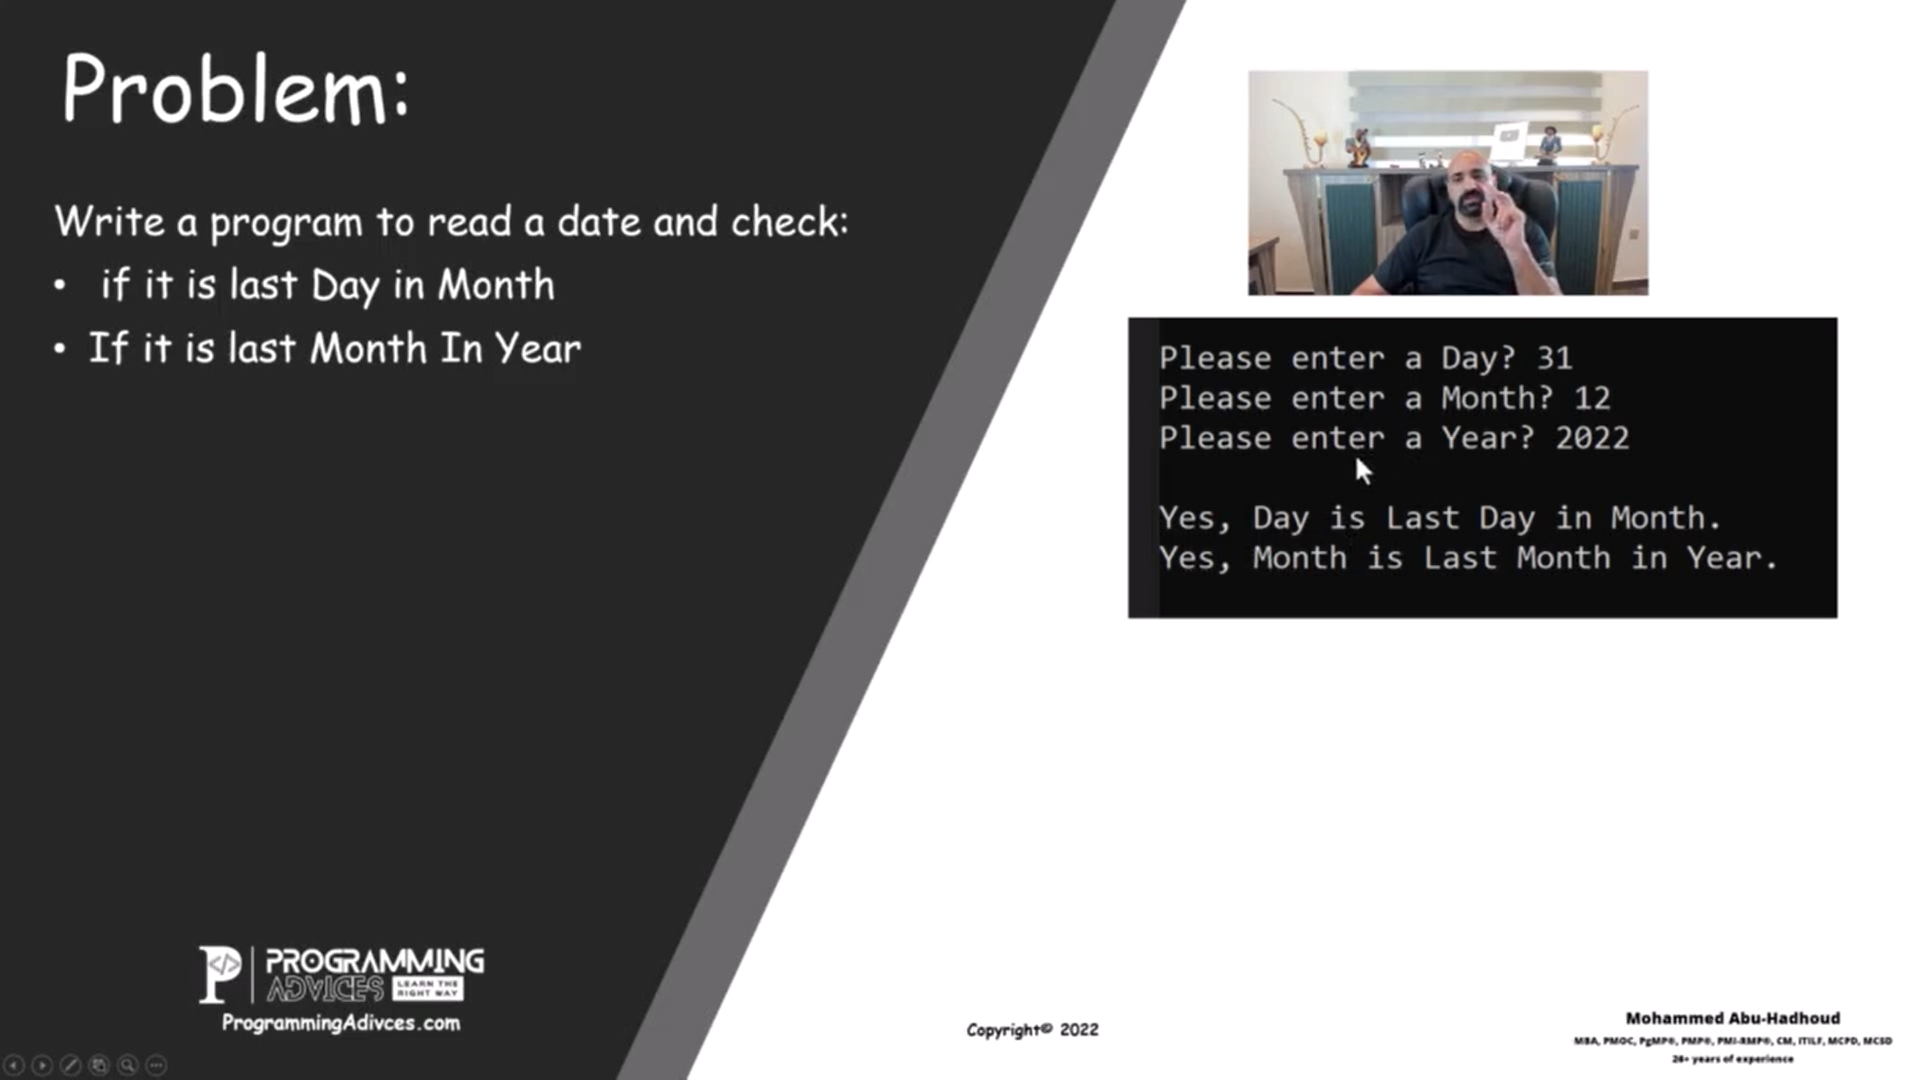 Problem:
Write a program to read a date and check:
• if it is last Day in Month
• If it is last Month In Year
Please enter a Day? 31
Please enter a Month? 12
Please enter a Year? 2022
Yes, Day is Last Day in Month.
Yes, Month is Last Month in Year.
PROGRAMMING
ADVICES LEARN THE
RIGHT WAY
ProgrammingAdivces.com
Copyright© 2022
Mohammed Abu-Hadhoud
MBA, PMOC, PgMP®, PMP®, PMI-RMP®, CM, ITILF, MCPD, MCSD
26+ years of experience